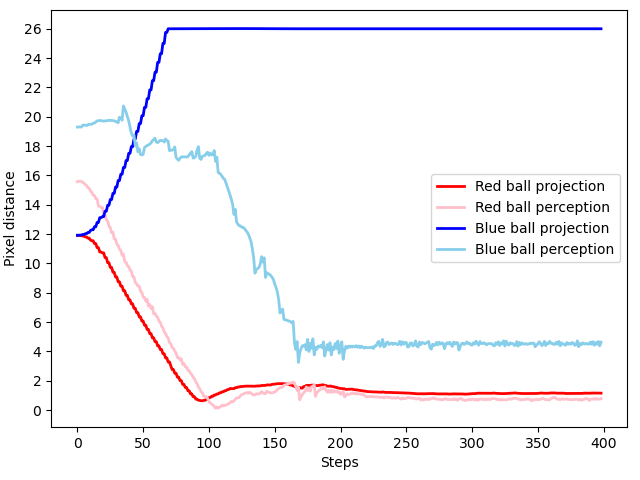 26
24
22
20
18
16
14
12
10
8
6
4
2
0
Pixel distance
Red ball projection
Red ball perception
Blue ball projection
Blue ball perception
0 50 100 150 200 250 300 350 400
Steps